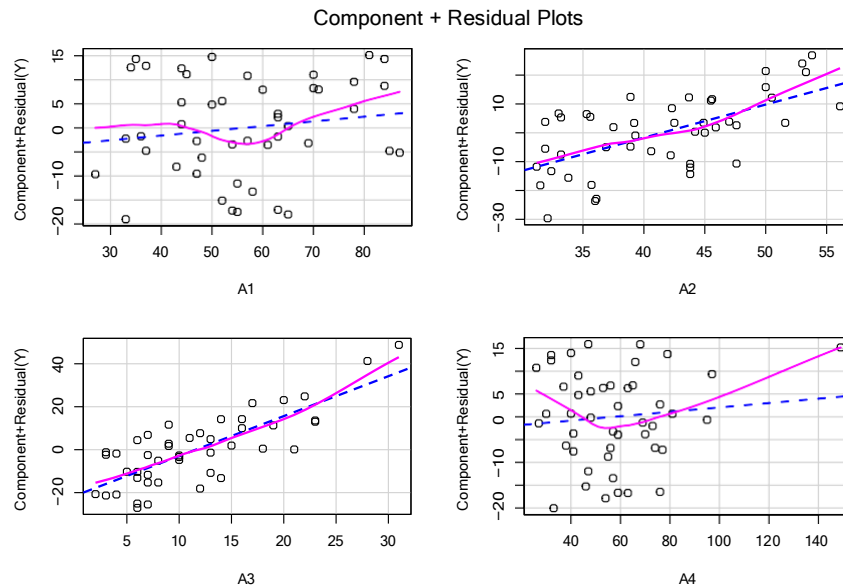 Component + Residual Plots
Component+Residual(Y)
15
5
0
−10
−20
30 40 50 60 70 80
A1
Component+Residual(Y)
10
−10
−30
35 40 45 50 55
A2
Component+Residual(Y)
40
20
0
−20
5 10 15 20 25 30
A3
Component+Residual(Y)
15
5
0
−10
−20
40 60 80 100 120 140
A4